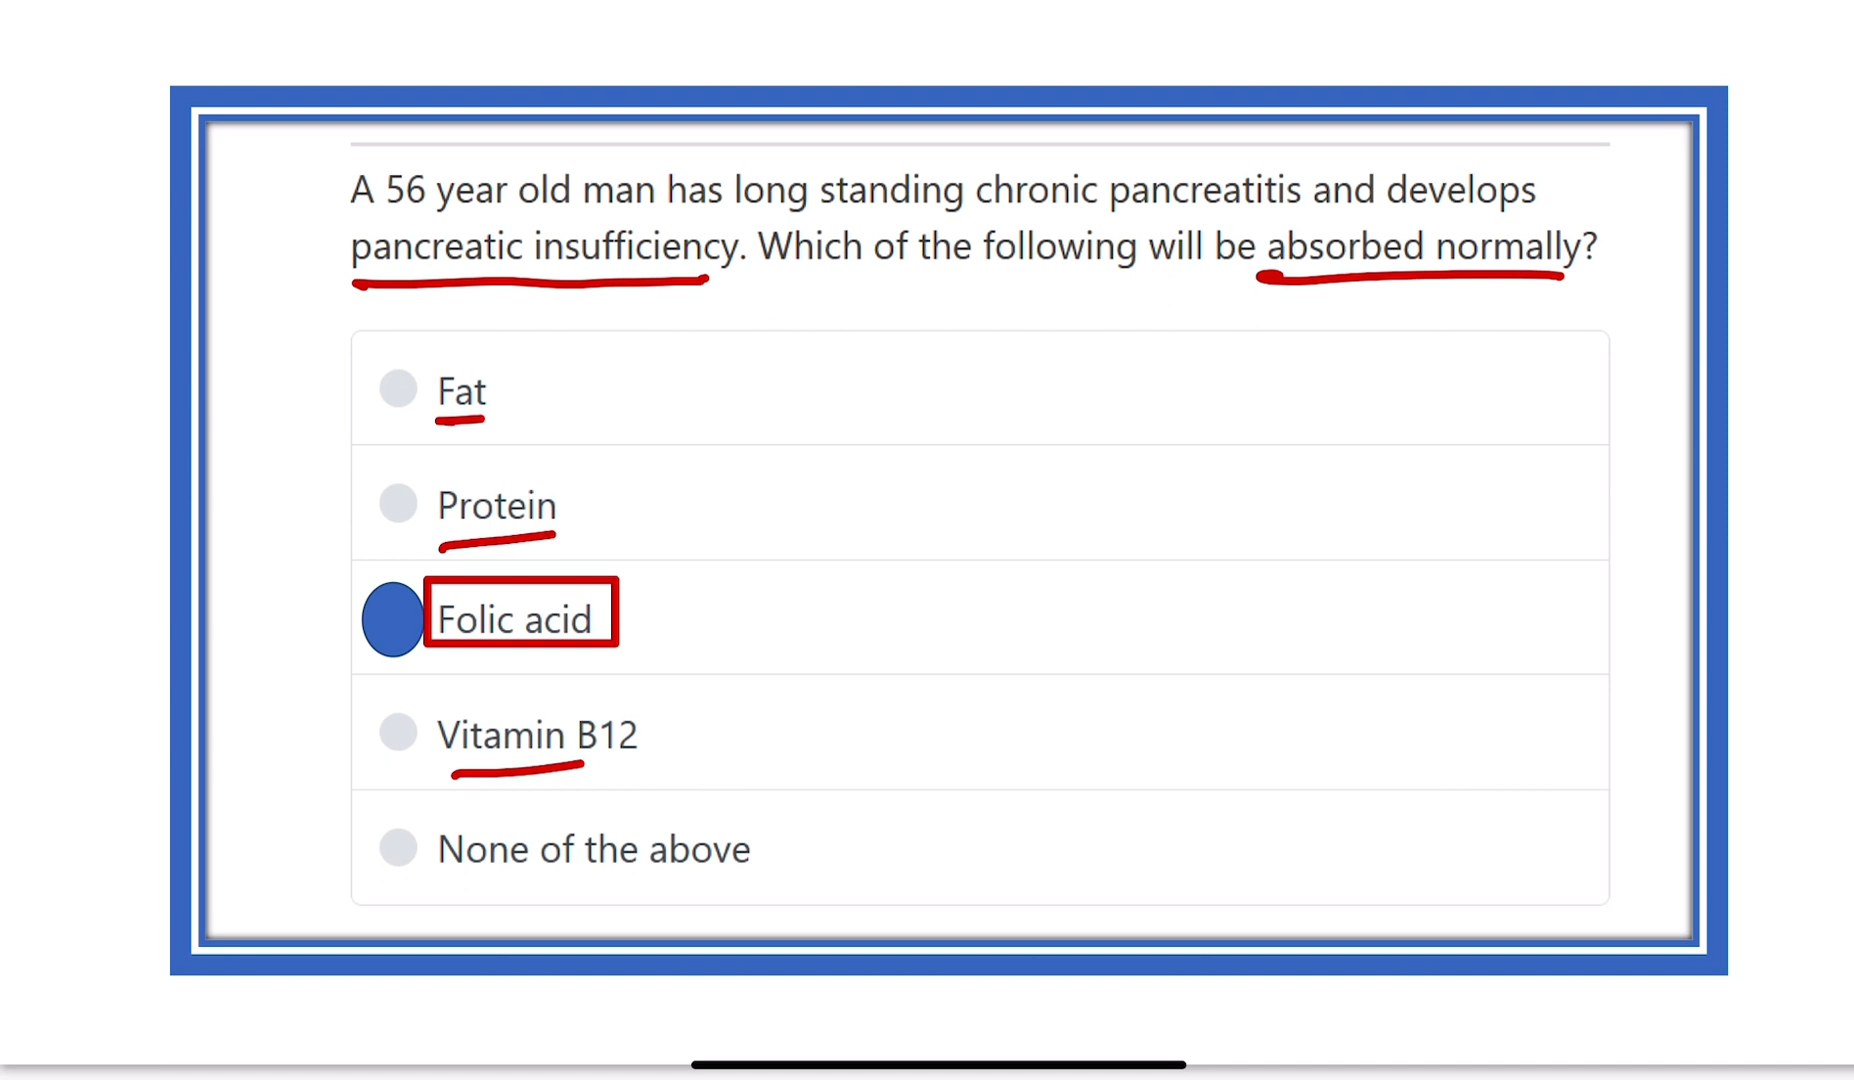 A 56 year old man has long standing chronic pancreatitis and develops
pancreatic insufficiency. Which of the following will be absorbed normally?
Fat
Protein
Folic acid
Vitamin B12
None of the above